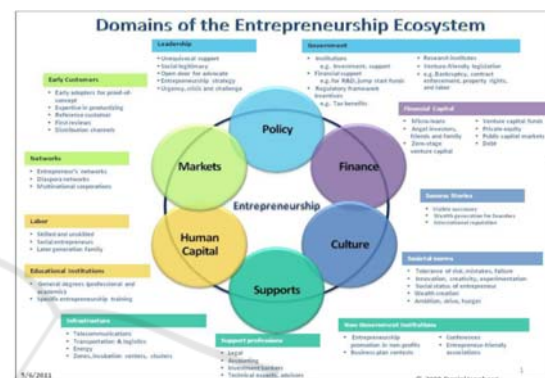 Domains of the Entrepreneurship Ecosystem
Leadership
• Unequivocal support
• Social legitimacy
• Open door for advocate
• Entrepreneurship strategy
• Urgency, crisis and challenge
Government
• Institutions
e.g. Investment, support
• Financial support
e.g. for R&D, jump start funds
• Regulatory framework
Incentives
e.g. Tax benefits
• Research institutes
• Venture-friendly legislation
• e.g. Bankruptcy, contract
enforcement, property rights,
and labor
Early Customers
• Early adopters for proof-of-
concept
• Expertise in productizing
• Reference customer
• First reviews
• Distribution channels
Financial Capital
• Micro-loans
• Angel investors,
friends and family
• Zero-stage
venture capital
• Venture capital funds
• Private equity
• Public capital markets
• Debt
Networks
• Entrepreneur's networks
• Diaspora networks
• Multinational corporations
Success Stories
• Visible successes
• Wealth generation for founders
• International reputation
Labor
• Skilled and unskilled
• Serial entrepreneurs
• Later generation family
Societal norms
• Tolerance of risk, mistakes, failure
• Innovation, creativity, experimentation
• Social status of entrepreneur
• Wealth creation
• Ambition, drive, hunger
Educational Institutions
• General degrees (professional and
academic)
• Specific entrepreneurship training
Policy
Markets
Finance
Entrepreneurship
Human
Capital
Culture
Supports
Infrastructure
• Telecommunications
• Transportation & logistics
• Energy
• Zones, incubation centers, clusters
Support professions
• Legal
• Accounting
• Investment bankers
• Technical experts, advisors
Non-Government Institutions
• Entrepreneurship
promotion in non-profits
• Business plan contests
• Conferences
• Entrepreneur-friendly
associations
5/6/2011
1